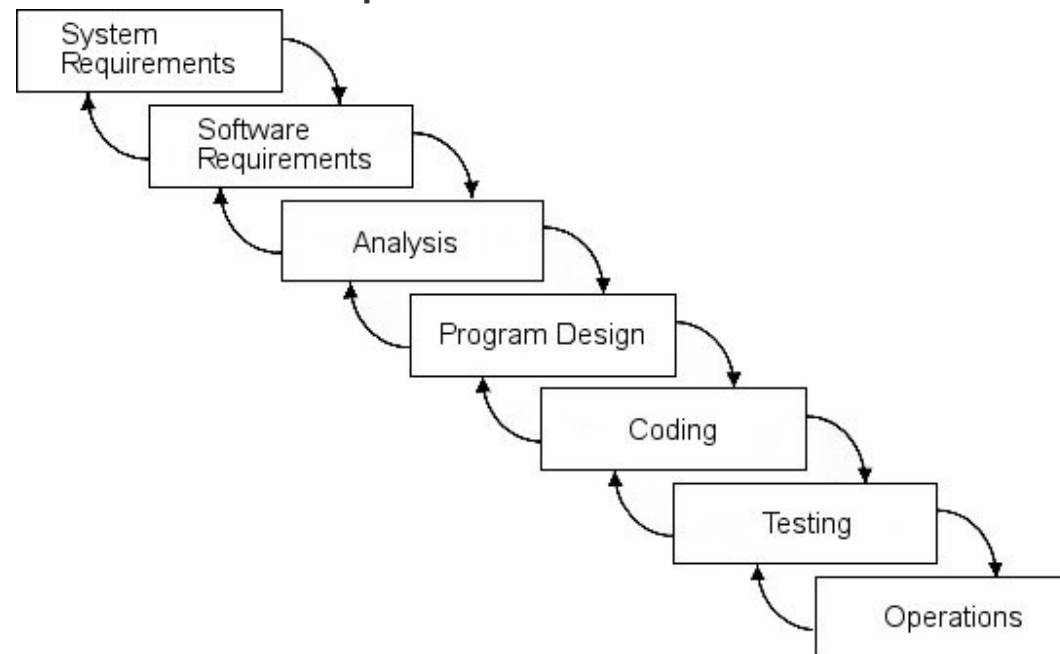 System
Requirements
Software
Requirements
Analysis
Program Design
Coding
Testing
Operations